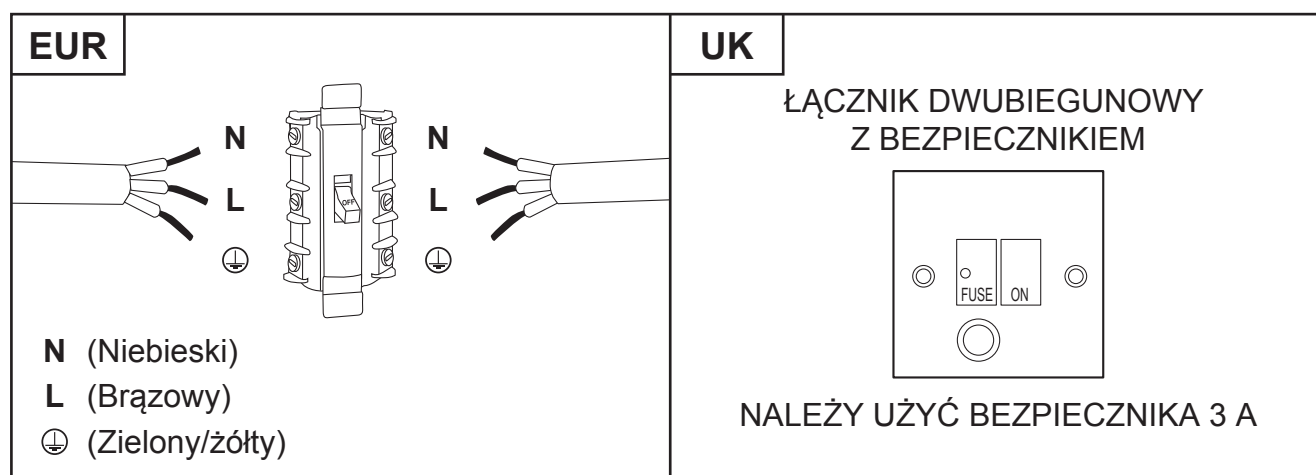 EUR
N
N
L
OFF
L
N (Niebieski)
L (Brązowy)
(Zielony/żółty)
UK
ŁĄCZNIK DWUBIEGUNOWY
Z BEZPIECZNIKIEM
FUSE ON
NALEŻY UŻYĆ BEZPIECZNIKA 3 A